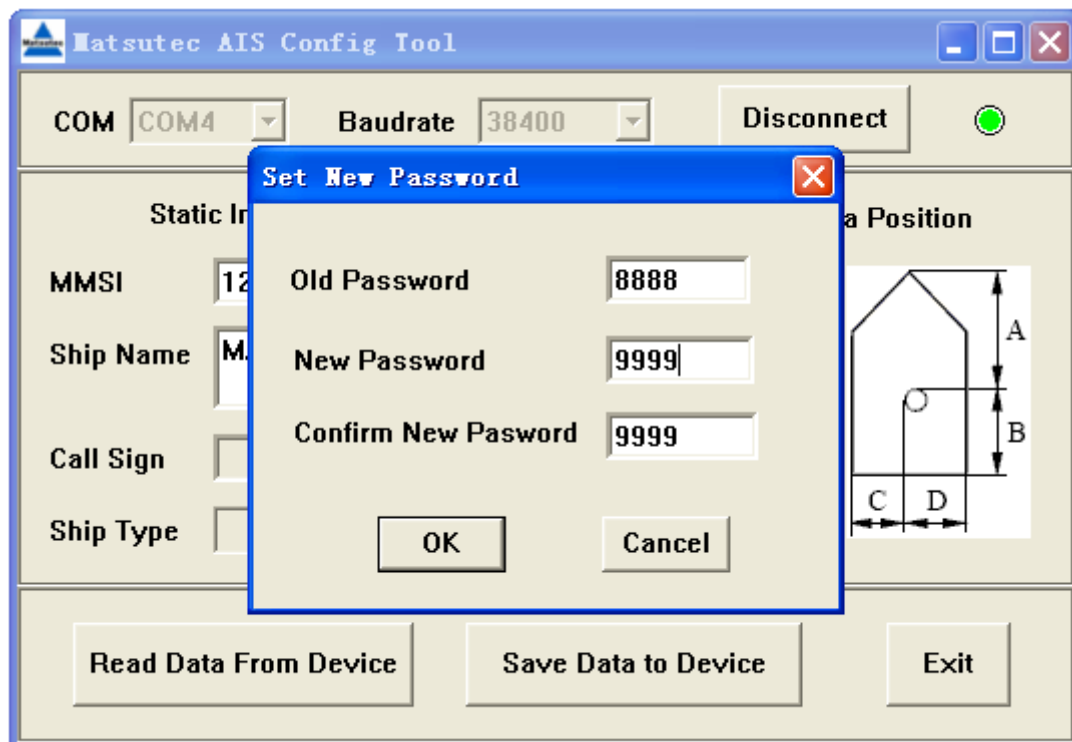 Matsutec AIS Config Tool
COM COM4 Baudrate 38400 Disconnect
Set New Password
Static In
a Position
MMSI 12
Old Password 8888
Ship Name M
New Password 9999
Confirm New Pasword 9999
Call Sign
Ship Type
OK Cancel
A
B
C D
Read Data From Device Save Data to Device Exit